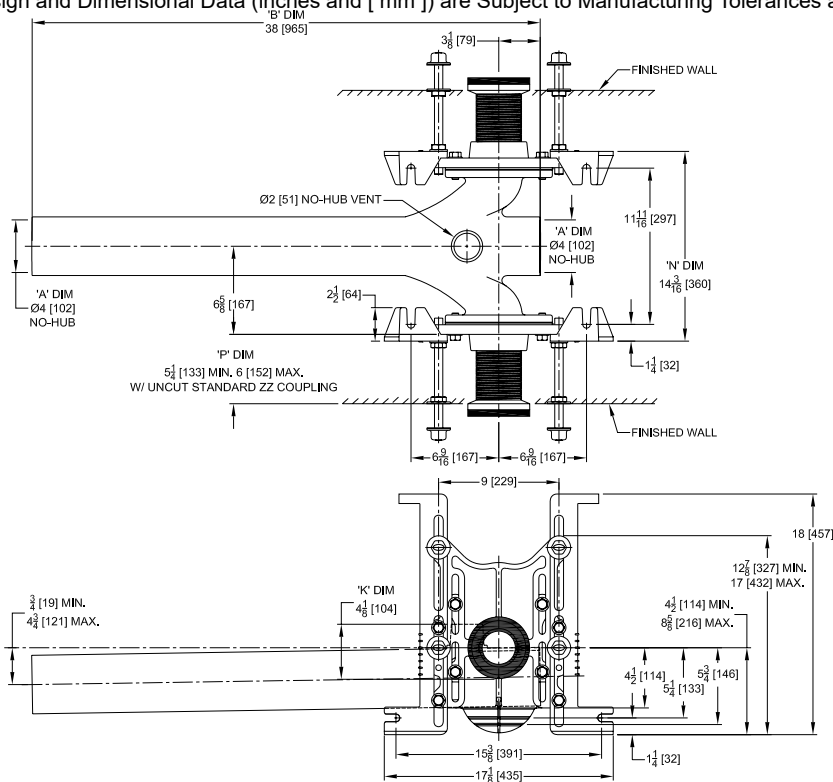 sign and Dimensional Data (inches and [ mm ]) are Subject to Manufacturing Tolerances a
'B' DIM
38 [965]
3 1/8 [79]
FINISHED WALL
Ø2 [51] NO-HUB VENT
11 11/16 [297]
'A' DIM
Ø4 [102]
NO-HUB
'N' DIM
14 3/16 [360]
'A' DIM
Ø4 [102]
NO-HUB
6 5/8 [167]
2 1/2 [64]
1 1/4 [32]
'P' DIM
5 1/4 [133] MIN. 6 [152] MAX.
W/ UNCUT STANDARD ZZ COUPLING
FINISHED WALL
6 9/16 [167]
6 9/16 [167]
9 [229]
18 [457]
12 7/8 [327] MIN.
17 [432] MAX.
3/4 [19] MIN.
4 3/4 [121] MAX.
'K' DIM
4 1/8 [104]
4 1/2 [114] MIN.
8 5/8 [216] MAX.
4 1/2 [114]
5 1/4 [133]
5 3/4 [146]
15 3/8 [391]
17 1/8 [435]
1 1/4 [32]